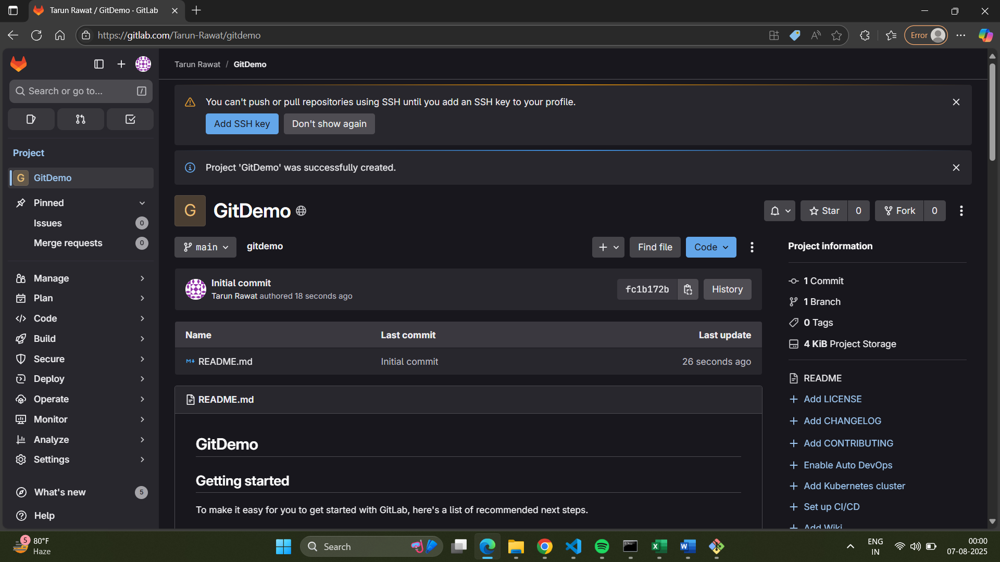 Tarun Rawat / GitDemo · GitLab
https://gitlab.com/Tarun-Rawat/gitdemo
Error
Search or go to...
/
Project
G GitDemo
Pinned
Issues 0
Merge requests 0
Manage
Plan
Code
Build
Secure
Deploy
Operate
Monitor
Analyze
Settings
What's new 5
Help
Tarun Rawat / GitDemo
You can't push or pull repositories using SSH until you add an SSH key to your profile.
Add SSH key Don't show again
Project 'GitDemo' was successfully created.
G GitDemo
Star 0 Fork 0
main gitdemo
Find file Code
Initial commit
Tarun Rawat authored 18 seconds ago
fc1b172b History
Name Last commit Last update
README.md Initial commit 26 seconds ago
README.md
GitDemo
Getting started
To make it easy for you to get started with GitLab, here's a list of recommended next steps.
Project information
1 Commit
1 Branch
0 Tags
4 KiB Project Storage
README
Add LICENSE
Add CHANGELOG
Add CONTRIBUTING
Enable Auto DevOps
Add Kubernetes cluster
Set up CI/CD
Add Wiki
5
80°F
Haze
Search
ENG
IN
00:00
07-08-2025